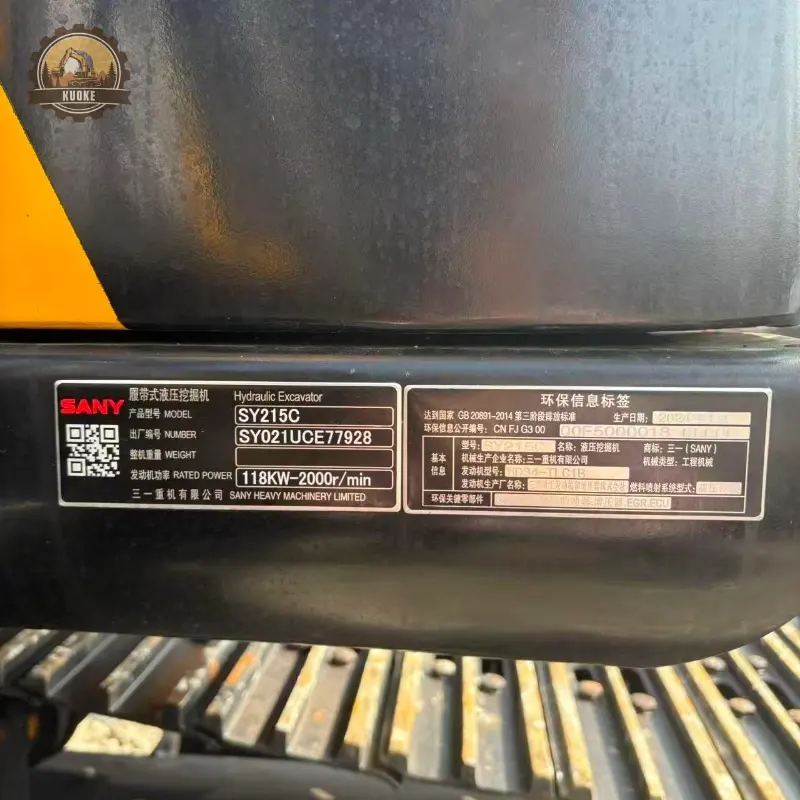 KUOKE
SANY
履带式液压挖掘机 Hydraulic Excavator
产品型号 MODEL SY215C
出厂编号 NUMBER SY021UCE77928
整机重量 WEIGHT
发动机功率 RATED POWER 118KW-2000r/min
三一重机有限公司 SANY HEAVY MACHINERY LIMITED
环保信息标签
达到国家 GB 20891-2014 第三阶段排放标准 生产日期:
环保信息公开编号: CN FJ G3 00
基本信息
型号: SY215C 名称: 液压挖掘机 商标: 三一(SANY)
机械生产企业名称: 三一重机有限公司 机械类型: 工程机械
发动机型号:
发动机生产厂名称: 燃料喷射系统型式:
环保关键零部件 EGR,ECU